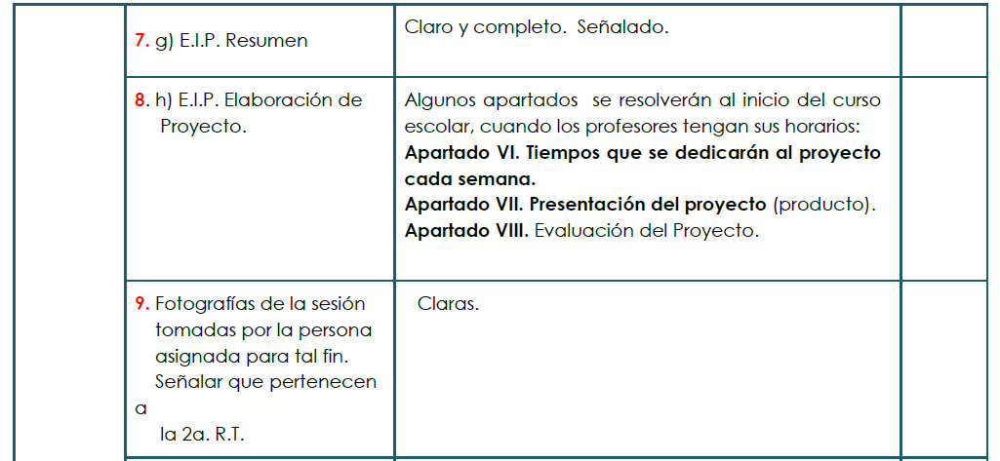 7. g) E.I.P. Resumen
Claro y completo.  Señalado.
8. h) E.I.P. Elaboración de
Proyecto.
Algunos apartados  se resolverán al inicio del curso
escolar, cuando los profesores tengan sus horarios:
Apartado VI. Tiempos que se dedicarán al proyecto
cada semana.
Apartado VII. Presentación del proyecto (producto).
Apartado VIII. Evaluación del Proyecto.
9. Fotografías de la sesión
tomadas por la persona
asignada para tal fin.
Señalar que pertenecen
a
la 2a. R.T.
Claras.